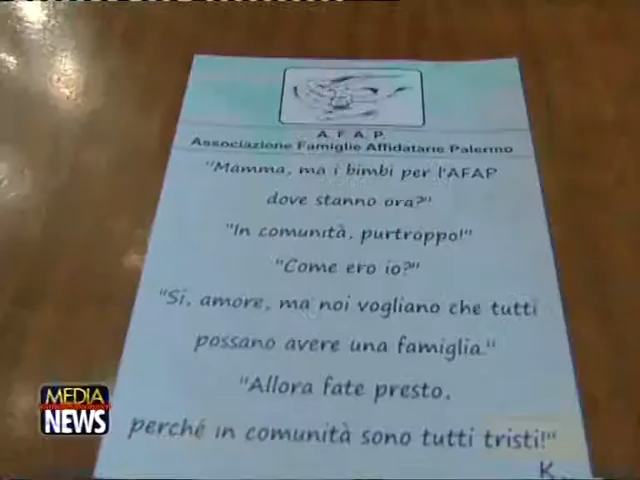 A. F. A. P.
Associazione Famiglie Affidatarie Palermo
"Mamma, ma i bimbi per l'AFAP
dove stanno ora?"
"In comunità, purtroppo!"
"Come ero io?"
"Si, amore, ma noi vogliamo che tutti
possano avere una famiglia."
"Allora fate presto,
perché in comunità sono tutti tristi!"
K.
MEDIA
NEWS